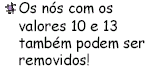 Os nós com os
valores 10 e 13
também podem ser
removidos!